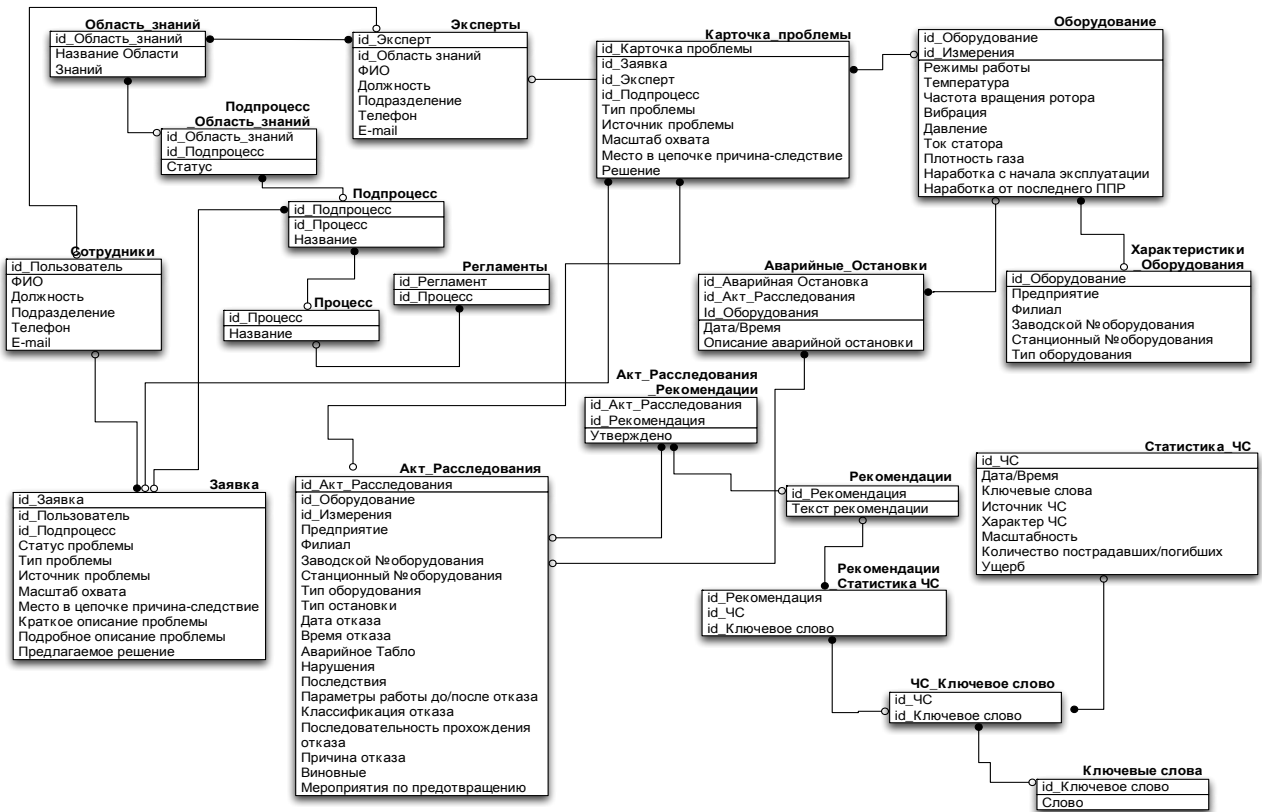 Область_знаний
id_Область_знаний
Название Области
Знаний
Эксперты
id_Эксперт
id_Область знаний
ФИО
Должность
Подразделение
Телефон
E-mail
Карточка_проблемы
id_Карточка проблемы
id_Заявка
id_Эксперт
id_Подпроцесс
Тип проблемы
Источник проблемы
Масштаб охвата
Место в цепочке причина-следствие
Решение
Оборудование
id_Оборудование
id_Измерения
Режимы работы
Температура
Частота вращения ротора
Вибрация
Давление
Ток статора
Плотность газа
Наработка с начала эксплуатации
Наработка от последнего ППР
Подпроцесс
_Область_знаний
id_Область_знаний
id_Подпроцесс
Статус
Подпроцесс
id_Подпроцесс
id_Процесс
Название
Сотрудники
id_Пользователь
ФИО
Должность
Подразделение
Телефон
E-mail
Регламенты
id_Регламент
id_Процесс
Процесс
id_Процесс
Название
Аварийные_Остановки
id_Аварийная Остановка
id_Акт_Расследования
Id_Оборудования
Дата/Время
Описание аварийной остановки
Характеристики
_Оборудования
id_Оборудование
Предприятие
Филиал
Заводской №оборудования
Станционный №оборудования
Тип оборудования
Акт_Расследования
_Рекомендации
id_Акт_Расследования
id_Рекомендация
Утверждено
Статистика_ЧС
id_ЧС
Дата/Время
Ключевые слова
Источник ЧС
Характер ЧС
Масштабность
Количество пострадавших/погибших
Ущерб
Заявка
id_Заявка
id_Пользователь
id_Подпроцесс
Статус проблемы
Тип проблемы
Источник проблемы
Масштаб охвата
Место в цепочке причина-следствие
Краткое описание проблемы
Подробное описание проблемы
Предлагаемое решение
Акт_Расследования
id_Акт_Расследования
id_Оборудование
id_Измерения
Предприятие
Филиал
Заводской №оборудования
Станционный №оборудования
Тип оборудования
Тип остановки
Дата отказа
Время отказа
Аварийное Табло
Нарушения
Последствия
Параметры работы до/после отказа
Классификация отказа
Последовательность прохождения
отказа
Причина отказа
Виновные
Мероприятия по предотвращению
Рекомендации
id_Рекомендация
Текст рекомендации
Рекомендации
_Статистика ЧС
id_Рекомендация
id_ЧС
id_Ключевое слово
ЧС_Ключевое слово
id_ЧС
id_Ключевое слово
Ключевые слова
id_Ключевое слово
Слово